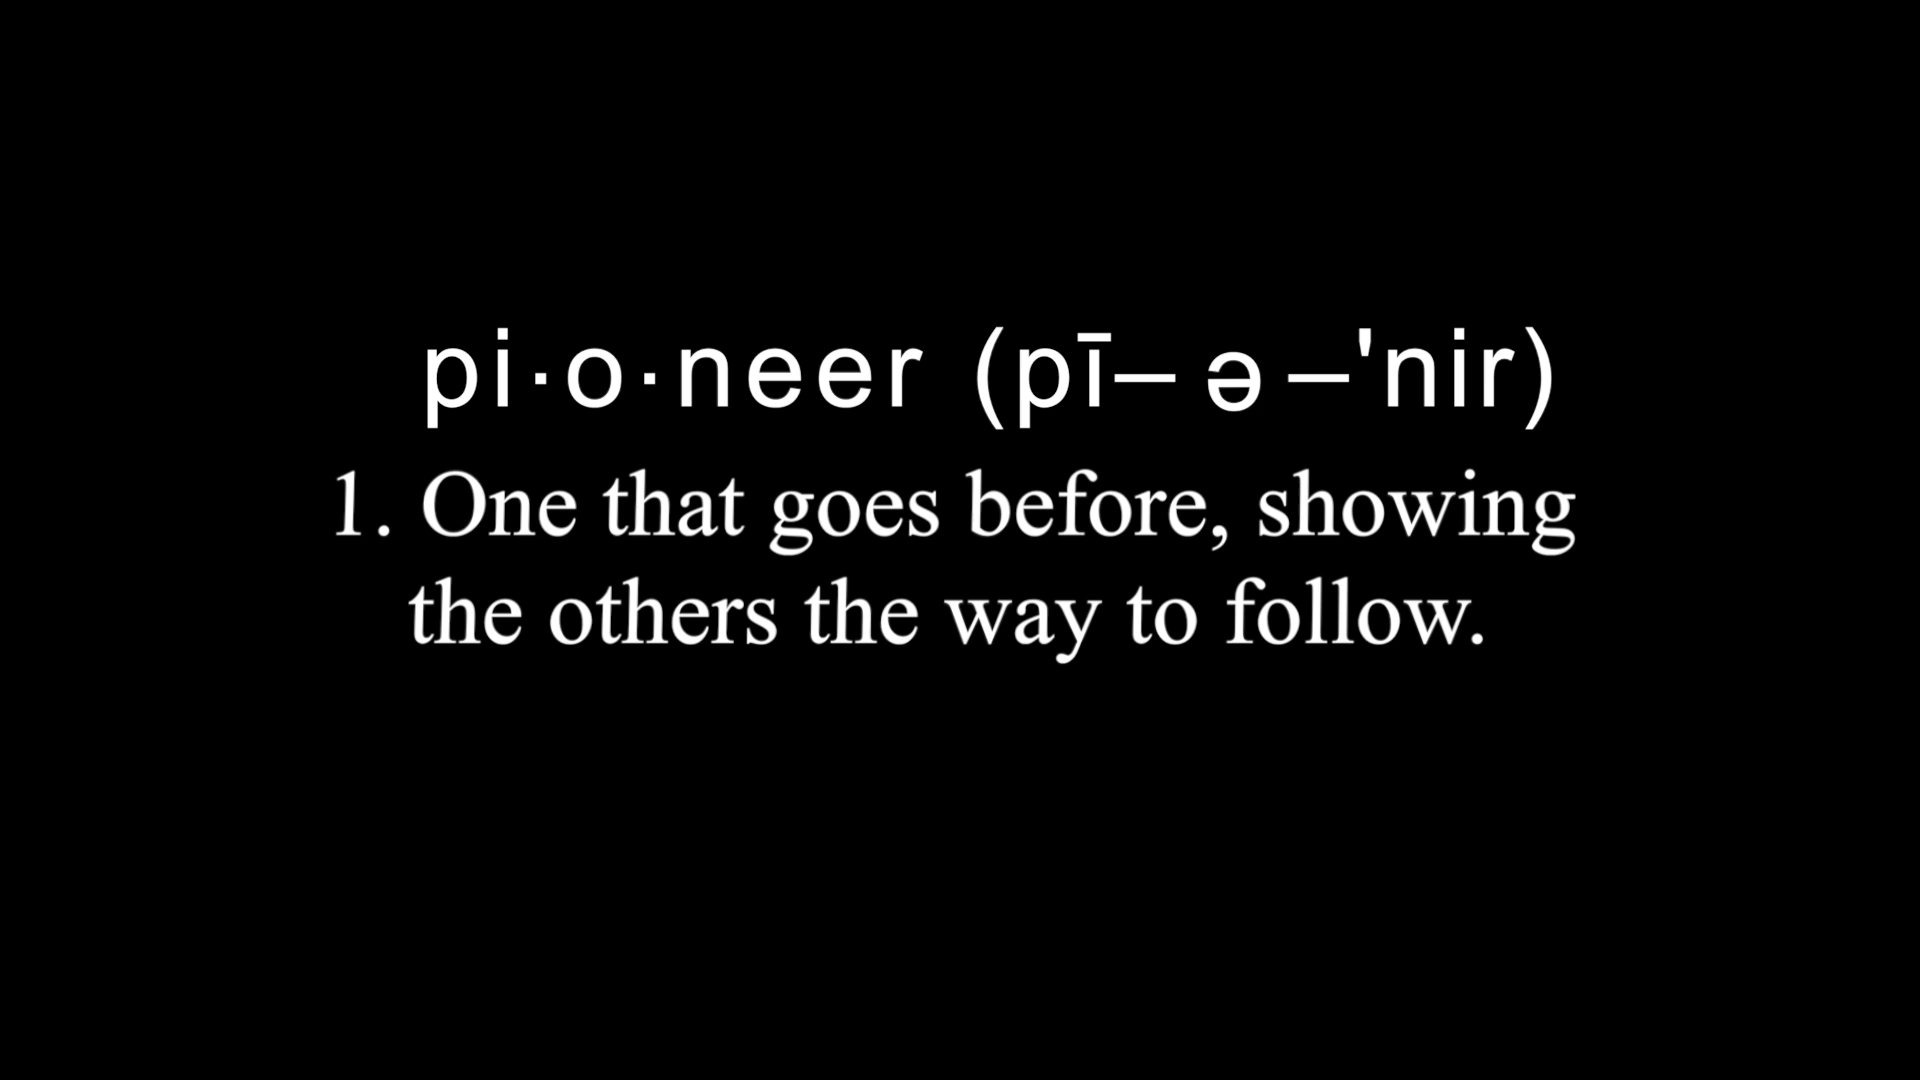 pi·o·neer (pī– ə –'nir)
1. One that goes before, showing
the others the way to follow.